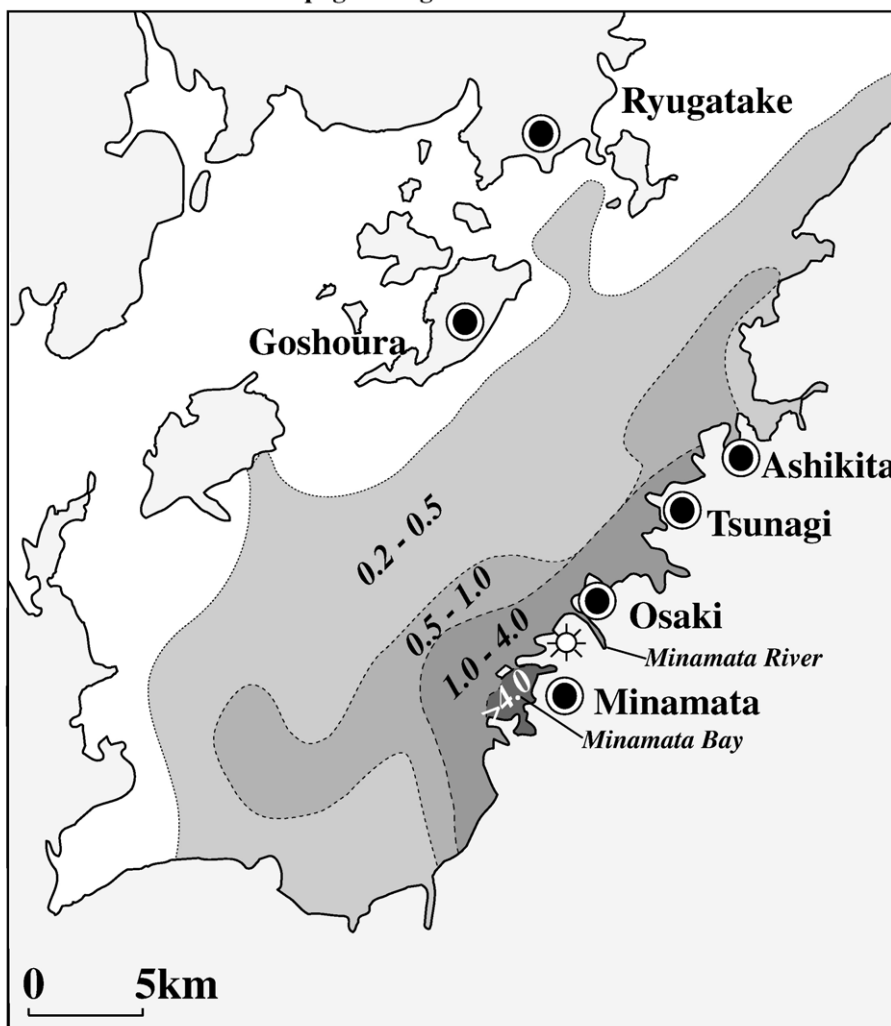 Ryugatake
Goshoura
Ashikita
Tsunagi
0.2 - 0.5
0.5 - 1.0
Osaki
1.0 - 4.0
Minamata River
>4.0
Minamata
Minamata Bay
0 5km